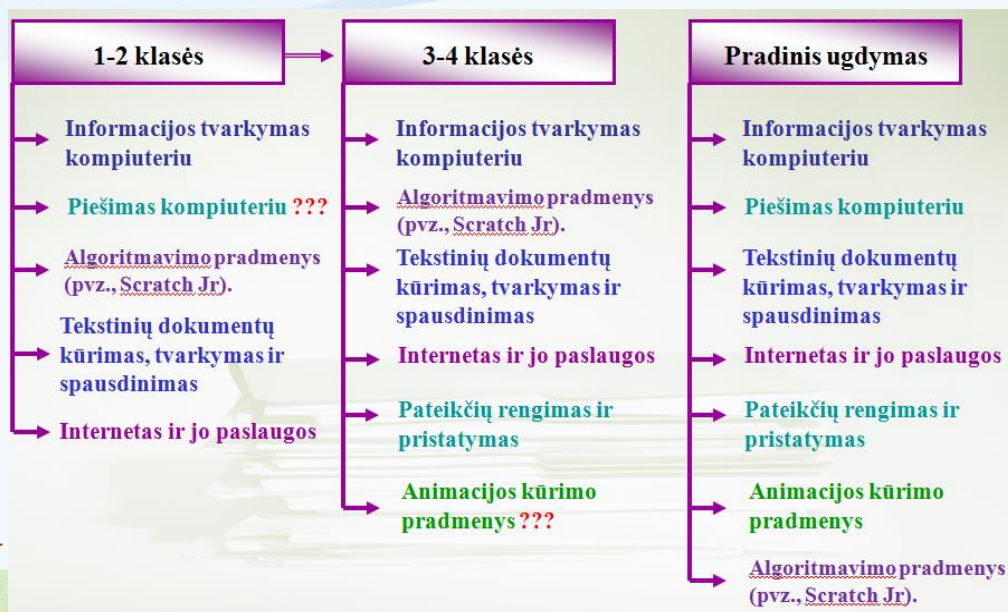 1-2 klasės
Informacijos tvarkymas
kompiuteriu
Piešimas kompiuteriu ???
Algoritmavimo pradmenys
(pvz., Scratch Jr).
Tekstinių dokumentų
kūrimas, tvarkymas ir
spausdinimas
Internetas ir jo paslaugos
3-4 klasės
Informacijos tvarkymas
kompiuteriu
Algoritmavimo pradmenys
(pvz., Scratch Jr).
Tekstinių dokumentų
kūrimas, tvarkymas ir
spausdinimas
Internetas ir jo paslaugos
Pateikčių rengimas ir
pristatymas
Animacijos kūrimo
pradmenys ???
Pradinis ugdymas
Informacijos tvarkymas
kompiuteriu
Piešimas kompiuteriu
Tekstinių dokumentų
kūrimas, tvarkymas ir
spausdinimas
Internetas ir jo paslaugos
Pateikčių rengimas ir
pristatymas
Animacijos kūrimo
pradmenys
Algoritmavimo pradmenys
(pvz., Scratch Jr).